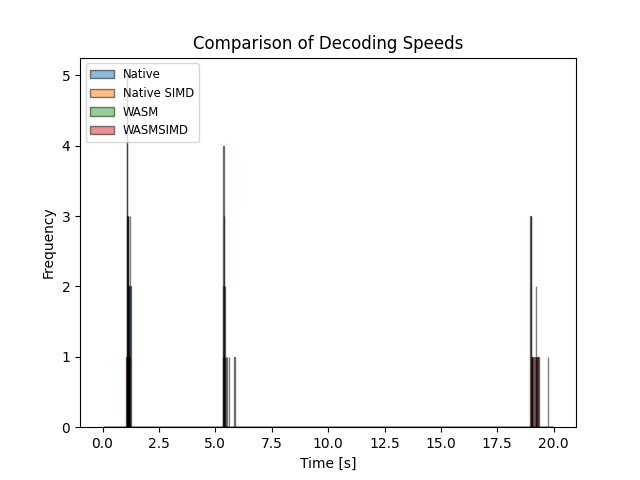 Comparison of Decoding Speeds
Native
Native SIMD
WASM
WASMSIMD
Frequency
5
4
3
2
1
0
0.0 2.5 5.0 7.5 10.0 12.5 15.0 17.5 20.0
Time [s]